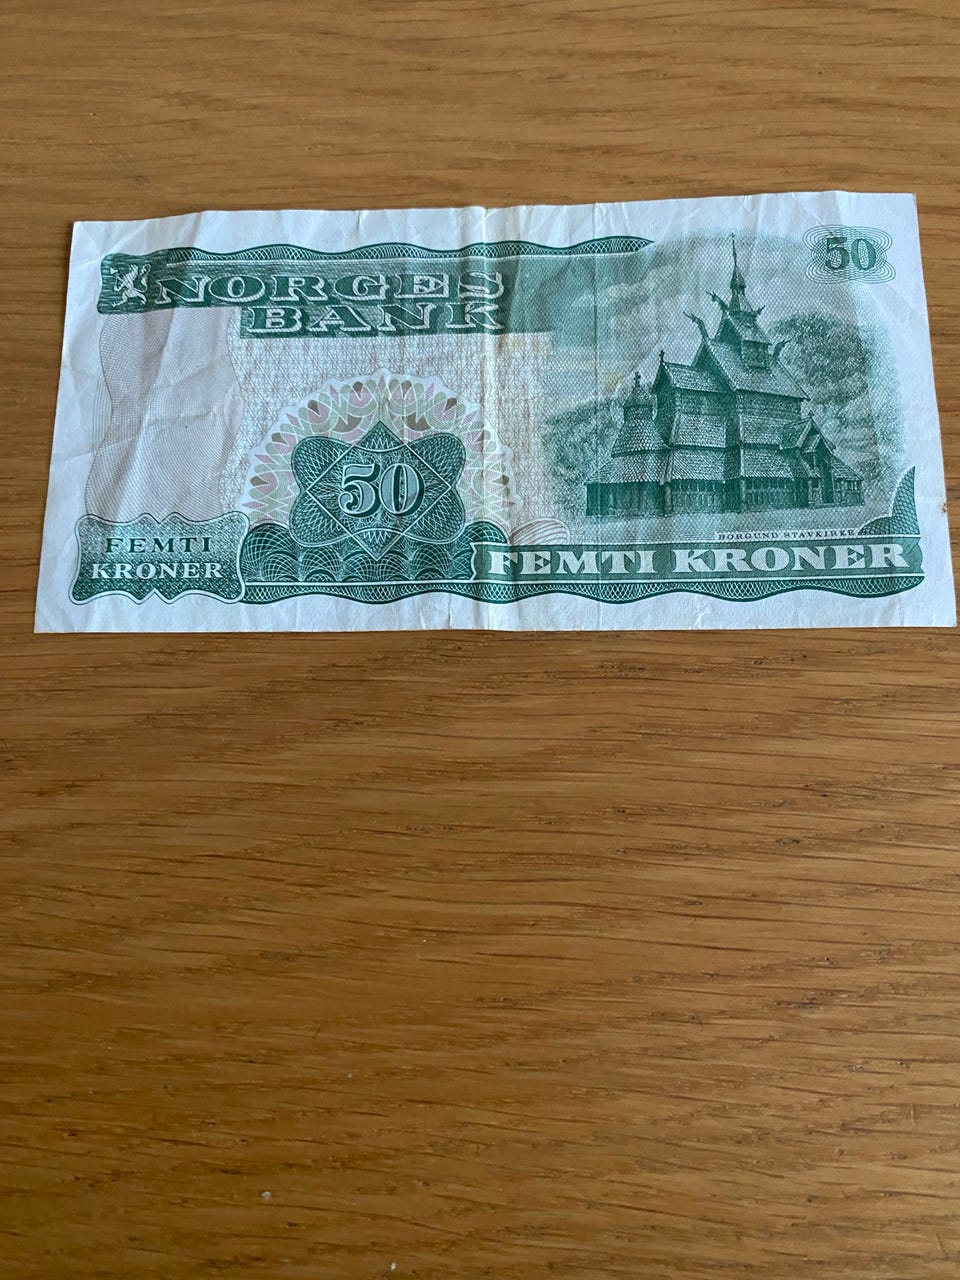 NORGES
BANK
50
50
BORGUND STAVKIRKE
FEMTI
KRONER
FEMTI KRONER